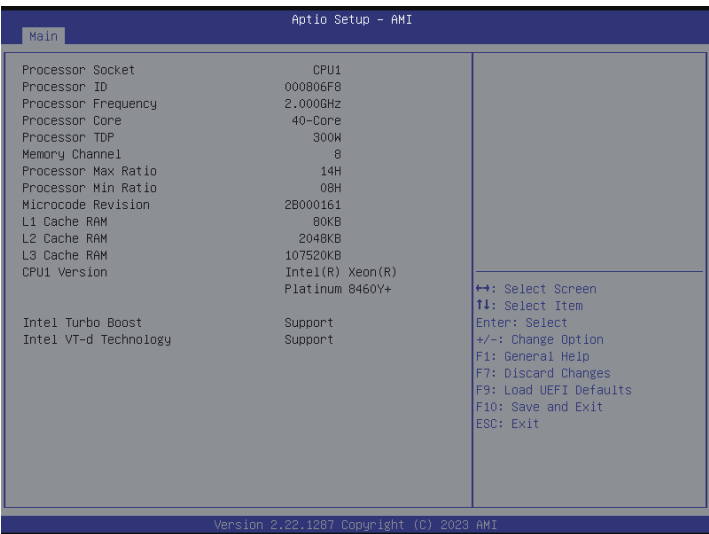 Aptio Setup - AMI
Main
Processor Socket CPU1
Processor ID 000806F8
Processor Frequency 2.000GHz
Processor Core 40-Core
Processor TDP 300W
Memory Channel 8
Processor Max Ratio 14H
Processor Min Ratio 08H
Microcode Revision 2B000161
L1 Cache RAM 80KB
L2 Cache RAM 2048KB
L3 Cache RAM 107520KB
CPU1 Version Intel(R) Xeon(R)
Platinum 8460Y+
Intel Turbo Boost Support
Intel VT-d Technology Support
↔: Select Screen
↑↓: Select Item
Enter: Select
+/-: Change Option
F1: General Help
F7: Discard Changes
F9: Load UEFI Defaults
F10: Save and Exit
ESC: Exit
Version 2.22.1287 Copyright (C) 2023 AMI